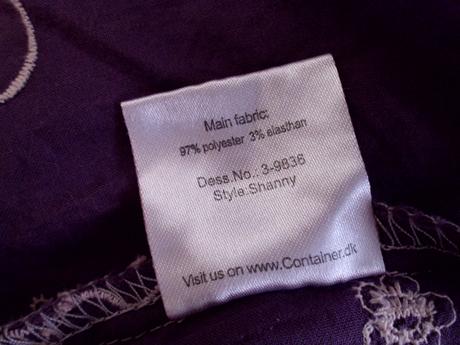 Main fabric:
97% polyester 3% elasthan
Dess.No.: 3-9836
Style:Shanny
Visit us on www.Container.dk